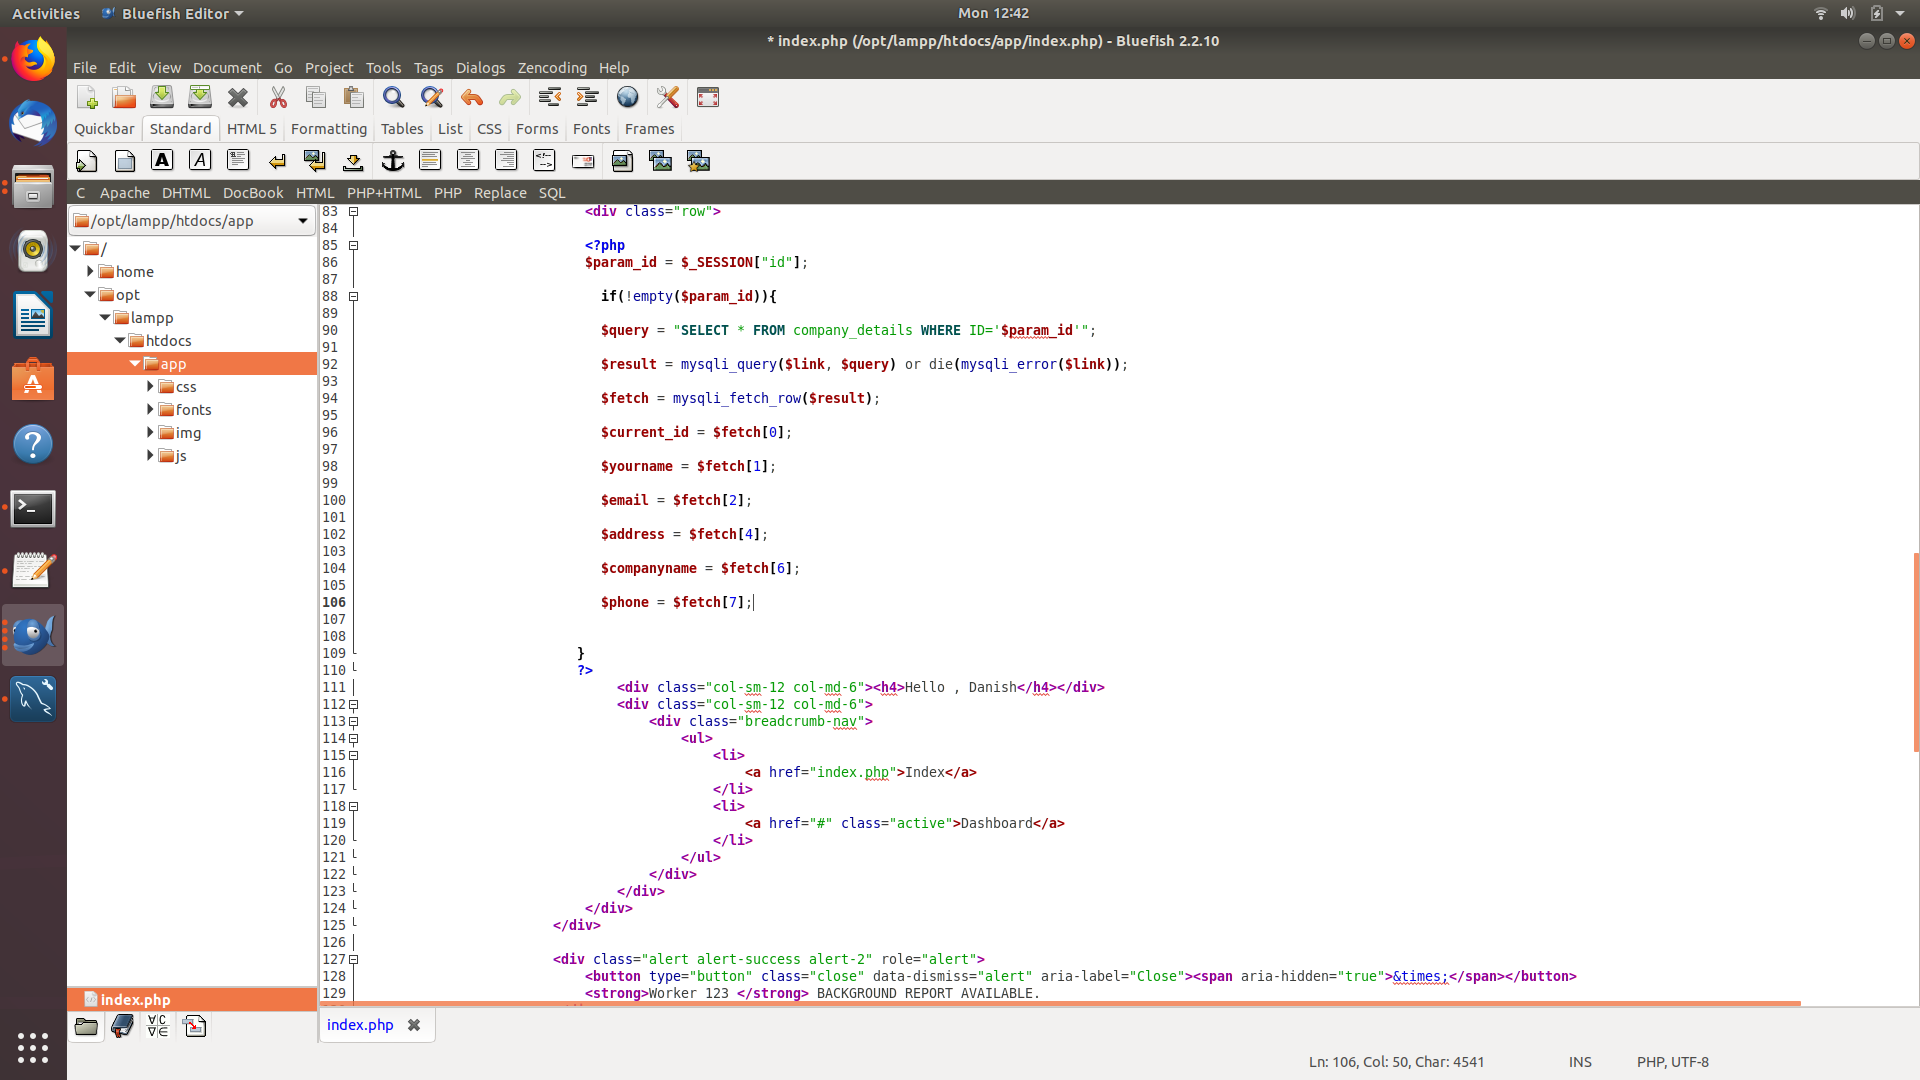 Activities Bluefish Editor Mon 12:42
* index.php (/opt/lampp/htdocs/app/index.php) - Bluefish 2.2.10
File Edit View Document Go Project Tools Tags Dialogs Zencoding Help
Quickbar Standard HTML 5 Formatting Tables List CSS Forms Fonts Frames
C Apache DHTML DocBook HTML PHP+HTML PHP Replace SQL
/opt/lampp/htdocs/app
/
home
opt
lampp
htdocs
app
css
fonts
img
js
index.php
83 <div class="row">
84
85 <?php
86 $param_id = $_SESSION["id"];
87
88 if(!empty($param_id)){
89
90 $query = "SELECT * FROM company_details WHERE ID='$param_id'";
91
92 $result = mysqli_query($link, $query) or die(mysqli_error($link));
93
94 $fetch = mysqli_fetch_row($result);
95
96 $current_id = $fetch[0];
97
98 $yourname = $fetch[1];
99
100 $email = $fetch[2];
101
102 $address = $fetch[4];
103
104 $companyname = $fetch[6];
105
106 $phone = $fetch[7];
107
108
109 }
110 ?>
111 <div class="col-sm-12 col-md-6"><h4>Hello , Danish</h4></div>
112 <div class="col-sm-12 col-md-6">
113 <div class="breadcrumb-nav">
114 <ul>
115 <li>
116 <a href="index.php">Index</a>
117 </li>
118 <li>
119 <a href="#" class="active">Dashboard</a>
120 </li>
121 </ul>
122 </div>
123 </div>
124 </div>
125 </div>
126
127 <div class="alert alert-success alert-2" role="alert">
128 <button type="button" class="close" data-dismiss="alert" aria-label="Close"><span aria-hidden="true">&times;</span></button>
129 <strong>Worker 123 </strong> BACKGROUND REPORT AVAILABLE.
index.php
Ln: 106, Col: 50, Char: 4541 INS PHP, UTF-8